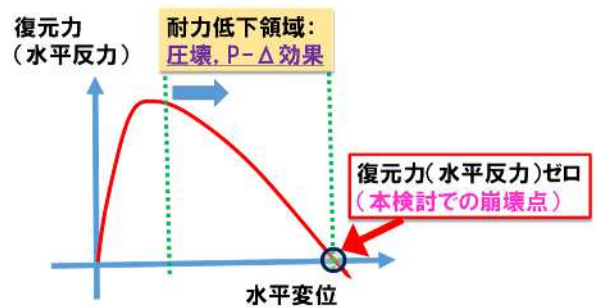 復元力
（水平反力）
耐力低下領域：
圧壊，P-Δ効果
復元力(水平反力)ゼロ
（本検討での崩壊点）
水平変位